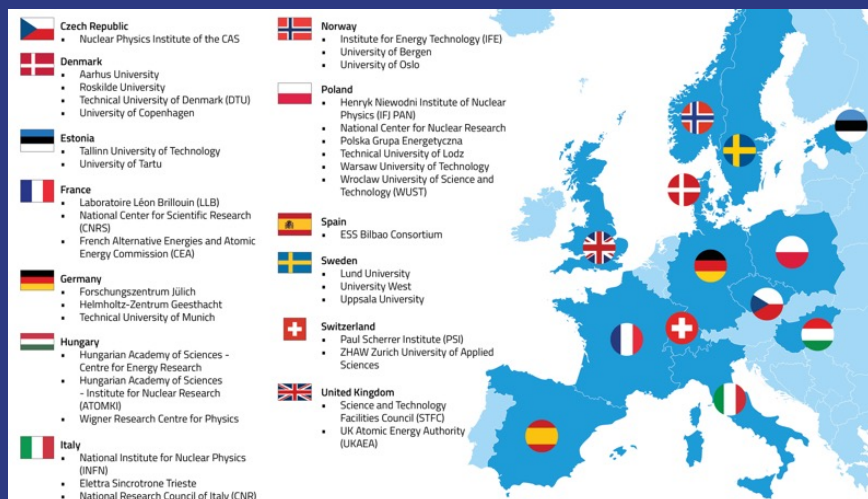 Czech Republic
▪ Nuclear Physics Institute of the CAS
Denmark
▪ Aarhus University
▪ Roskilde University
▪ Technical University of Denmark (DTU)
▪ University of Copenhagen
Estonia
▪ Tallinn University of Technology
▪ University of Tartu
France
▪ Laboratoire Léon Brillouin (LLB)
▪ National Center for Scientific Research
(CNRS)
▪ French Alternative Energies and Atomic
Energy Commission (CEA)
Germany
▪ Forschungszentrum Jülich
▪ Helmholtz-Zentrum Geesthacht
▪ Technical University of Munich
Hungary
▪ Hungarian Academy of Sciences -
Centre for Energy Research
▪ Hungarian Academy of Sciences
- Institute for Nuclear Research
(ATOMKI)
▪ Wigner Research Centre for Physics
Italy
▪ National Institute for Nuclear Physics
(INFN)
▪ Elettra Sincrotrone Trieste
▪ National Research Council of Italy (CNR)
Norway
▪ Institute for Energy Technology (IFE)
▪ University of Bergen
▪ University of Oslo
Poland
▪ Henryk Niewodni Institute of Nuclear
Physics (IFJ PAN)
▪ National Center for Nuclear Research
▪ Polska Grupa Energetyczna
▪ Technical University of Lodz
▪ Warsaw University of Technology
▪ Wroclaw University of Science and
Technology (WUST)
Spain
▪ ESS Bilbao Consortium
Sweden
▪ Lund University
▪ University West
▪ Uppsala University
Switzerland
▪ Paul Scherrer Institute (PSI)
▪ ZHAW Zurich University of Applied
Sciences
United Kingdom
▪ Science and Technology
Facilities Council (STFC)
▪ UK Atomic Energy Authority
(UKAEA)